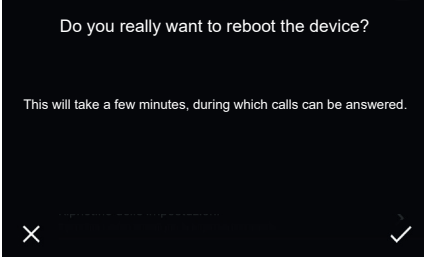 Do you really want to reboot the device?
This will take a few minutes, during which calls can be answered.